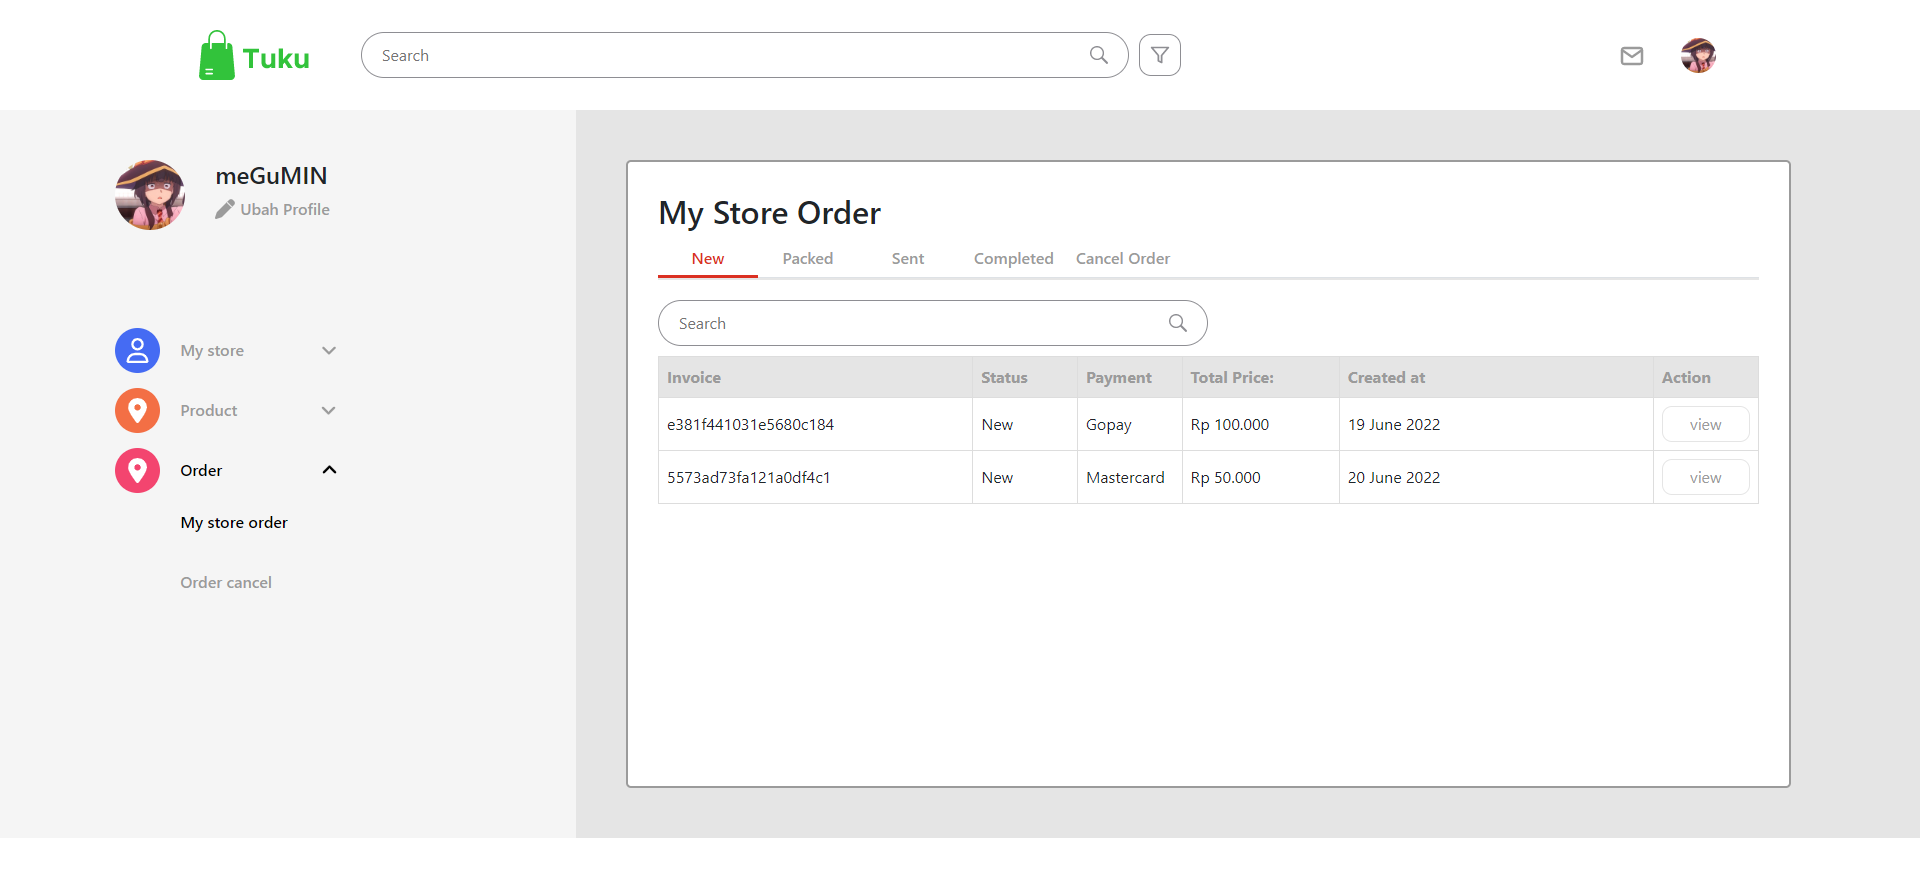 Tuku
Search
meGuMIN
Ubah Profile
My store
Product
Order
My store order
Order cancel
My Store Order
New Packed Sent Completed Cancel Order
Search
Invoice Status Payment Total Price: Created at Action
e381f441031e5680c184 New Gopay Rp 100.000 19 June 2022 view
5573ad73fa121a0df4c1 New Mastercard Rp 50.000 20 June 2022 view